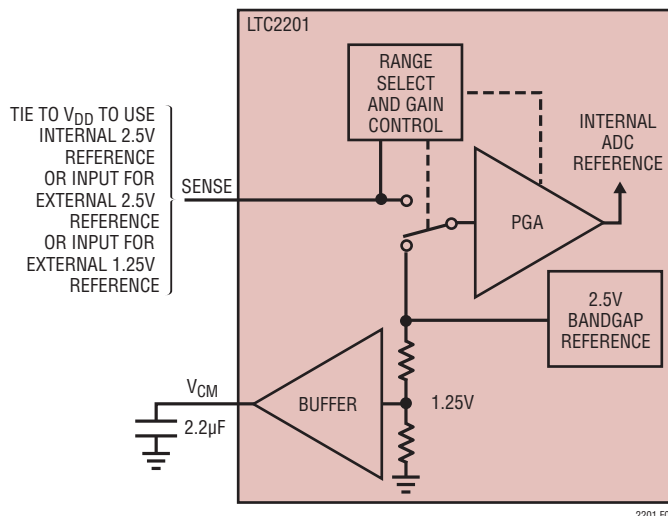 LTC2201
RANGE
SELECT
AND GAIN
CONTROL
TIE TO VDD TO USE
INTERNAL 2.5V
REFERENCE
OR INPUT FOR
EXTERNAL 2.5V
REFERENCE
OR INPUT FOR
EXTERNAL 1.25V
REFERENCE
SENSE
INTERNAL
ADC
REFERENCE
PGA
2.5V
BANDGAP
REFERENCE
VCM
BUFFER
1.25V
2.2µF